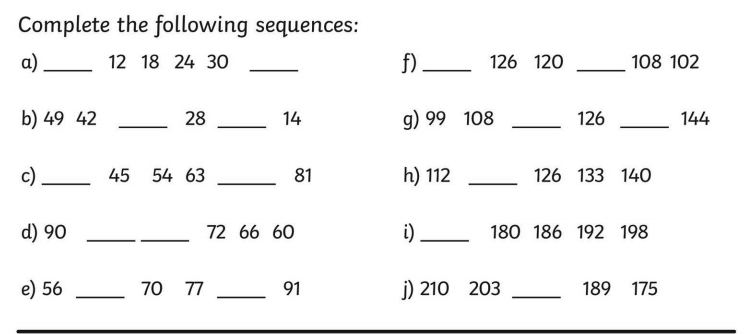 Complete the following sequences:
a) _____ 12 18 24 30 _____
b) 49 42 _____ 28 _____ 14
c) _____ 45 54 63 ______ 81
d) 90 _____ _____ 72 66 60
e) 56 _____ 70 77 _____ 91
f) _____ 126 120 _____ 108 102
g) 99 108 _____ 126 _____ 144
h) 112 _____ 126 133 140
i) _____ 180 186 192 198
j) 210 203 _____ 189 175